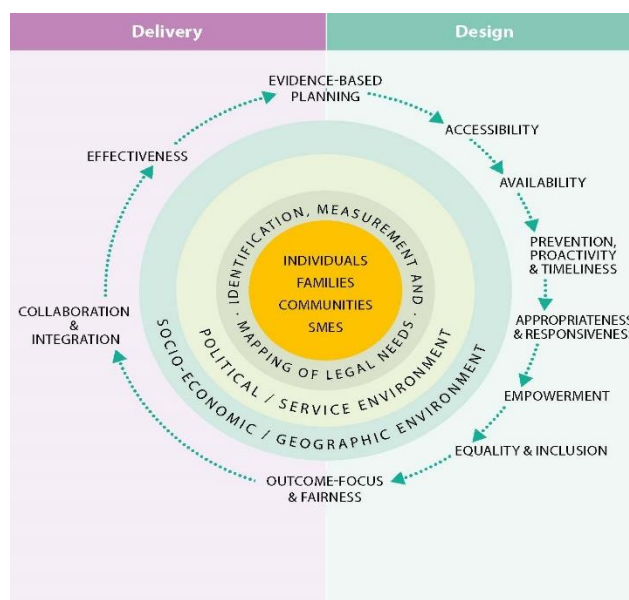 Delivery
Design
EVIDENCE-BASED
PLANNING
ACCESSIBILITY
AVAILABILITY
PREVENTION,
PROACTIVITY
& TIMELINESS
APPROPRIATENESS
& RESPONSIVENESS
EMPOWERMENT
EQUALITY & INCLUSION
OUTCOME-FOCUS
& FAIRNESS
COLLABORATION
&
INTEGRATION
EFFECTIVENESS
· IDENTIFICATION, MEASUREMENT AND ·
MAPPING OF LEGAL NEEDS
INDIVIDUALS
FAMILIES
COMMUNITIES
SMES
POLITICAL / SERVICE ENVIRONMENT
SOCIO-ECONOMIC / GEOGRAPHIC ENVIRONMENT